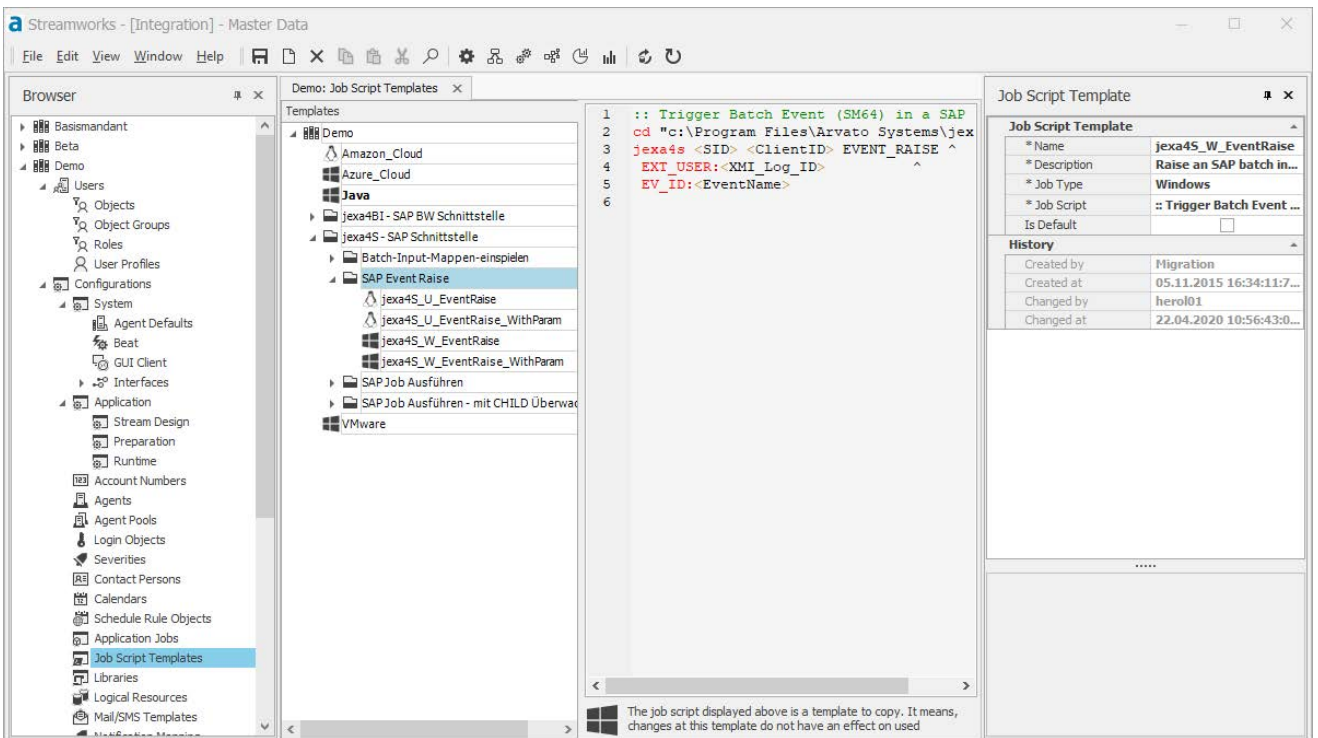 a Streamworks - [Integration] - Master Data
File Edit View Window Help
Browser
Basismandant
Beta
Demo
Users
Objects
Object Groups
Roles
User Profiles
Configurations
System
Agent Defaults
Beat
GUI Client
Interfaces
Application
Stream Design
Preparation
Runtime
Account Numbers
Agents
Agent Pools
Login Objects
Severities
Contact Persons
Calendars
Schedule Rule Objects
Application Jobs
Job Script Templates
Libraries
Logical Resources
Mail/SMS Templates
Demo: Job Script Templates
Templates
Demo
Amazon_Cloud
Azure_Cloud
Java
jexa4BI - SAP BW Schnittstelle
jexa4S - SAP Schnittstelle
Batch-Input-Mappen-einspielen
SAP Event Raise
jexa4S_U_EventRaise
jexa4S_U_EventRaise_WithParam
jexa4S_W_EventRaise
jexa4S_W_EventRaise_WithParam
SAP Job Ausführen
SAP Job Ausführen - mit CHILD Überwac
VMware
1 :: Trigger Batch Event (SM64) in a SAP
2 cd "c:\Program Files\Arvato Systems\jex
3 jexa4s <SID> <ClientID> EVENT_RAISE ^
4 EXT_USER:<XMI_Log_ID> ^
5 EV_ID:<EventName>
6
The job script displayed above is a template to copy. It means,
changes at this template do not have an effect on used
Job Script Template
Job Script Template
* Name jexa4S_W_EventRaise
* Description Raise an SAP batch in...
* Job Type Windows
* Job Script :: Trigger Batch Event ...
Is Default
History
Created by Migration
Created at 05.11.2015 16:34:11:7...
Changed by herol01
Changed at 22.04.2020 10:56:43:0...